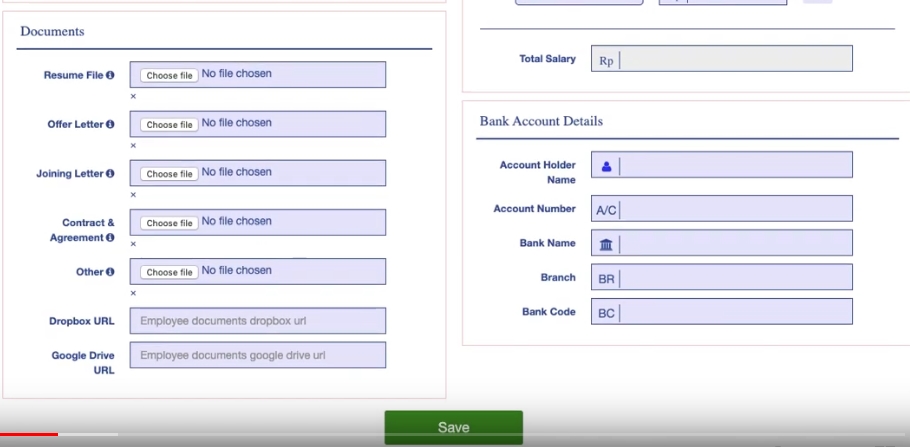 Documents
Resume File
Choose file No file chosen
×
Offer Letter
Choose file No file chosen
×
Joining Letter
Choose file No file chosen
×
Contract &
Agreement
Choose file No file chosen
×
Other
Choose file No file chosen
×
Dropbox URL
Employee documents dropbox url
Google Drive
URL
Employee documents google drive url
Total Salary
Rp
Bank Account Details
Account Holder
Name
Account Number
A/C
Bank Name
Branch
BR
Bank Code
BC
Save